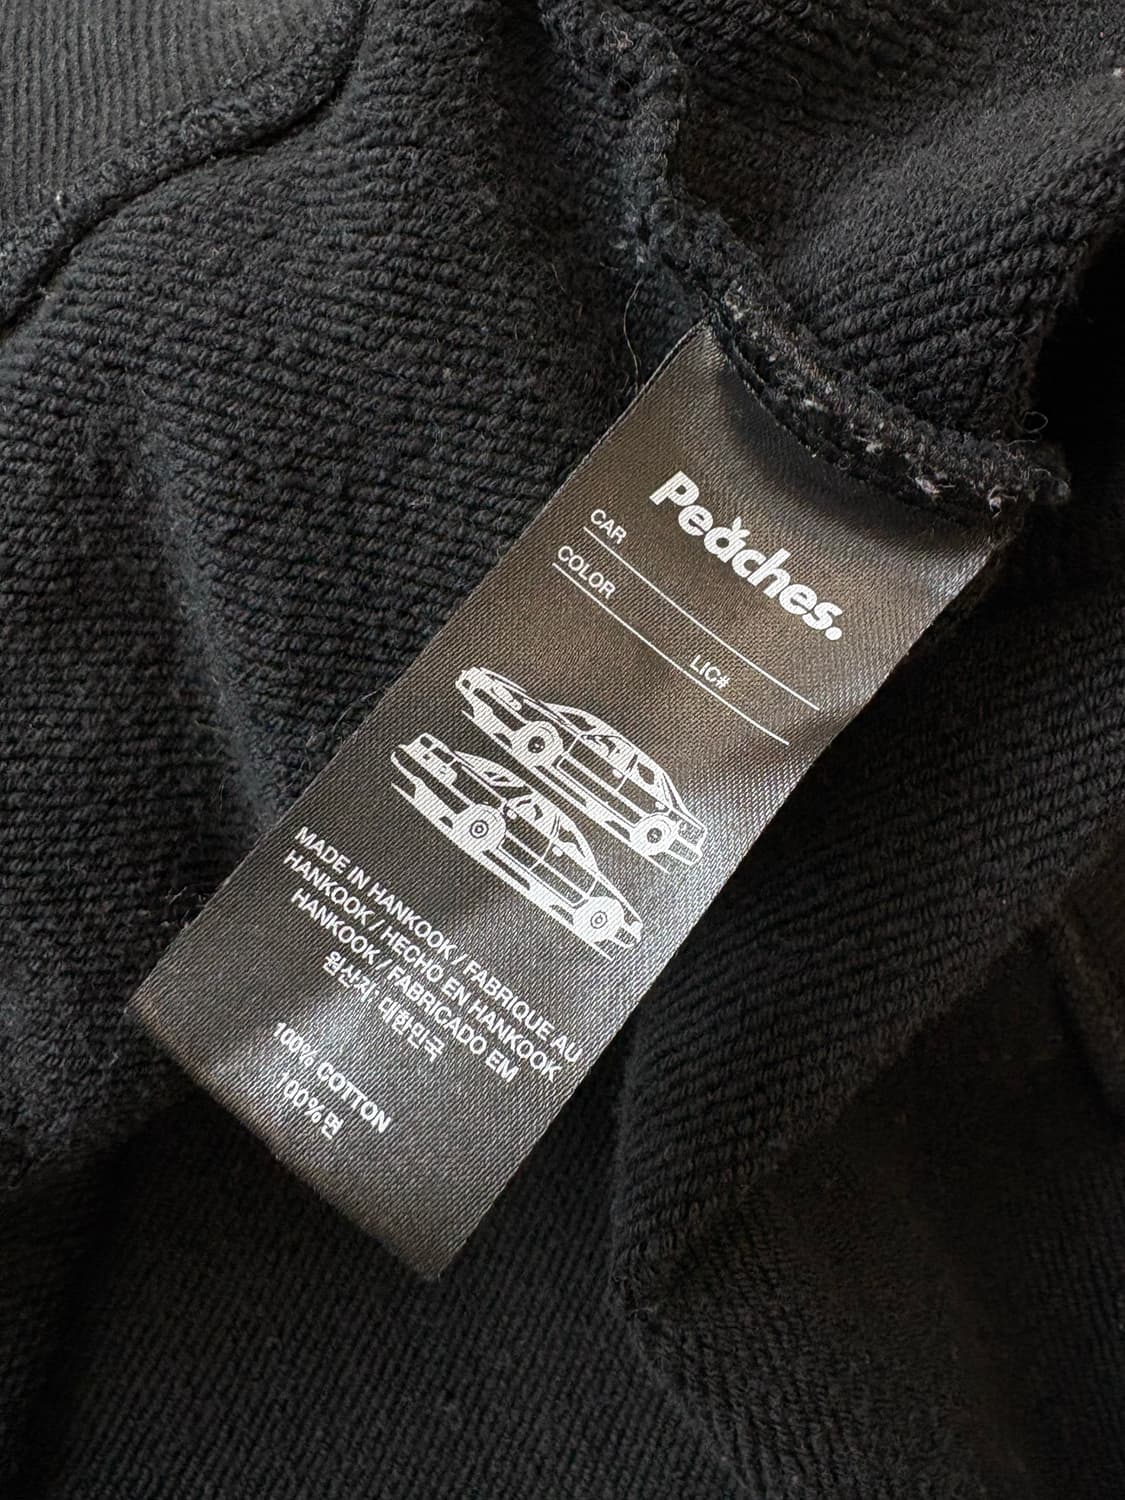 Peaches.
CAR
COLOR LIC#
MADE IN HANKOOK / FABRIQUE AU
HANKOOK / HECHO EN HANKOOK
HANKOOK / FABRICADO EM
원산지: 대한민국
100% COTTON
100% 면